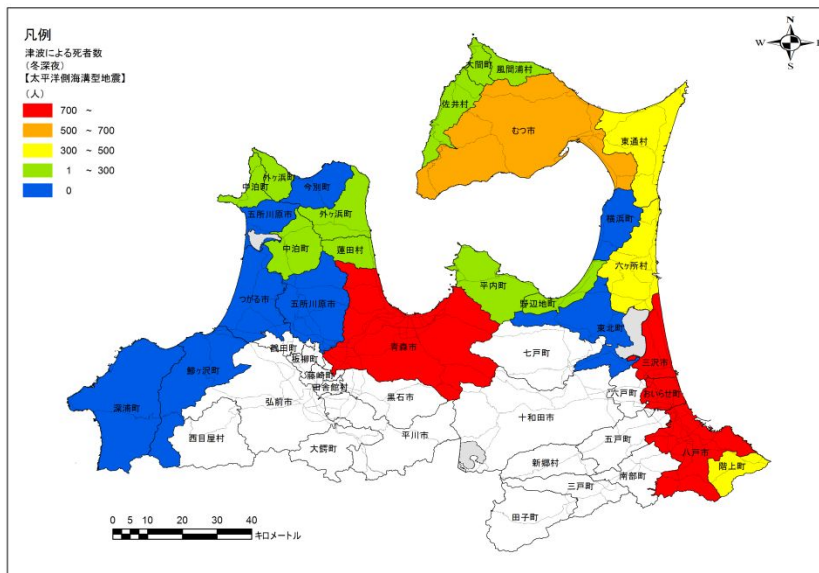 凡例
津波による死者数
(冬深夜)
【太平洋側海溝型地震】
(人)
700 ~
500 ~ 700
300 ~ 500
1 ~ 300
0
N
W
E
S
大間町
風間浦村
佐井村
むつ市
東通村
外ヶ浜町
中泊町
今別町
五所川原市
外ヶ浜町
横浜町
中泊町
蓬田村
六ヶ所村
平内町
野辺地町
つがる市
五所川原市
東北町
青森市
七戸町
三沢市
鶴田町
板柳町
鰺ヶ沢町
藤崎町
田舎館村
六戸町
おいらせ町
深浦町
弘前市
黒石市
十和田市
西目屋村
平川市
五戸町
八戸市
大鰐町
新郷村
南部町
階上町
三戸町
田子町
0 5 10 20 30 40
キロメートル